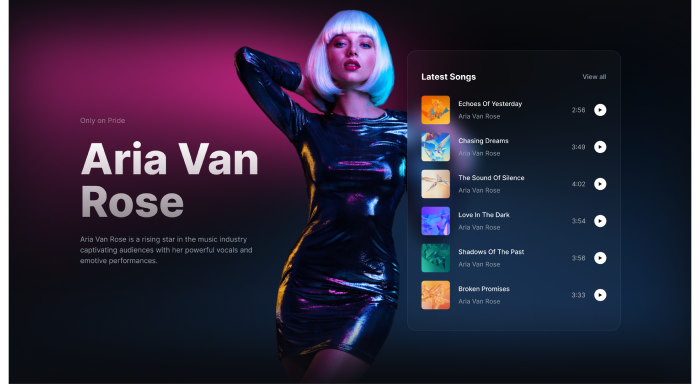 Only on Pride
Aria Van
Rose
Aria Van Rose is a rising star in the music industry
captivating audiences with her powerful vocals and
emotive performances.
Latest Songs
View all
Echoes Of Yesterday
Aria Van Rose
2:56
Chasing Dreams
Aria Van Rose
3:49
The Sound Of Silence
Aria Van Rose
4:02
Love In The Dark
Aria Van Rose
3:54
Shadows Of The Past
Aria Van Rose
3:56
Broken Promises
Aria Van Rose
3:33